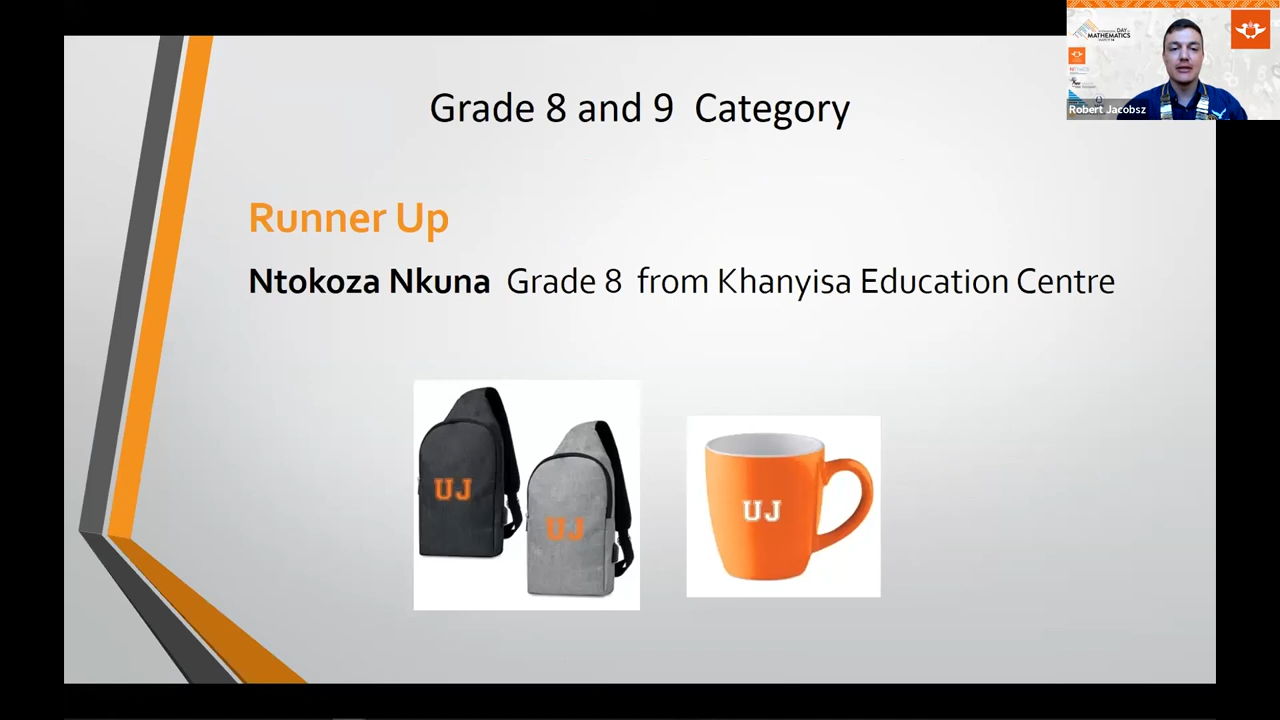 Grade 8 and 9 Category
Runner Up
Ntokoza Nkuna Grade 8 from Khanyisa Education Centre
UJ
UJ
UJ
DAY
MATHEMATICS
Robert Jacobsz